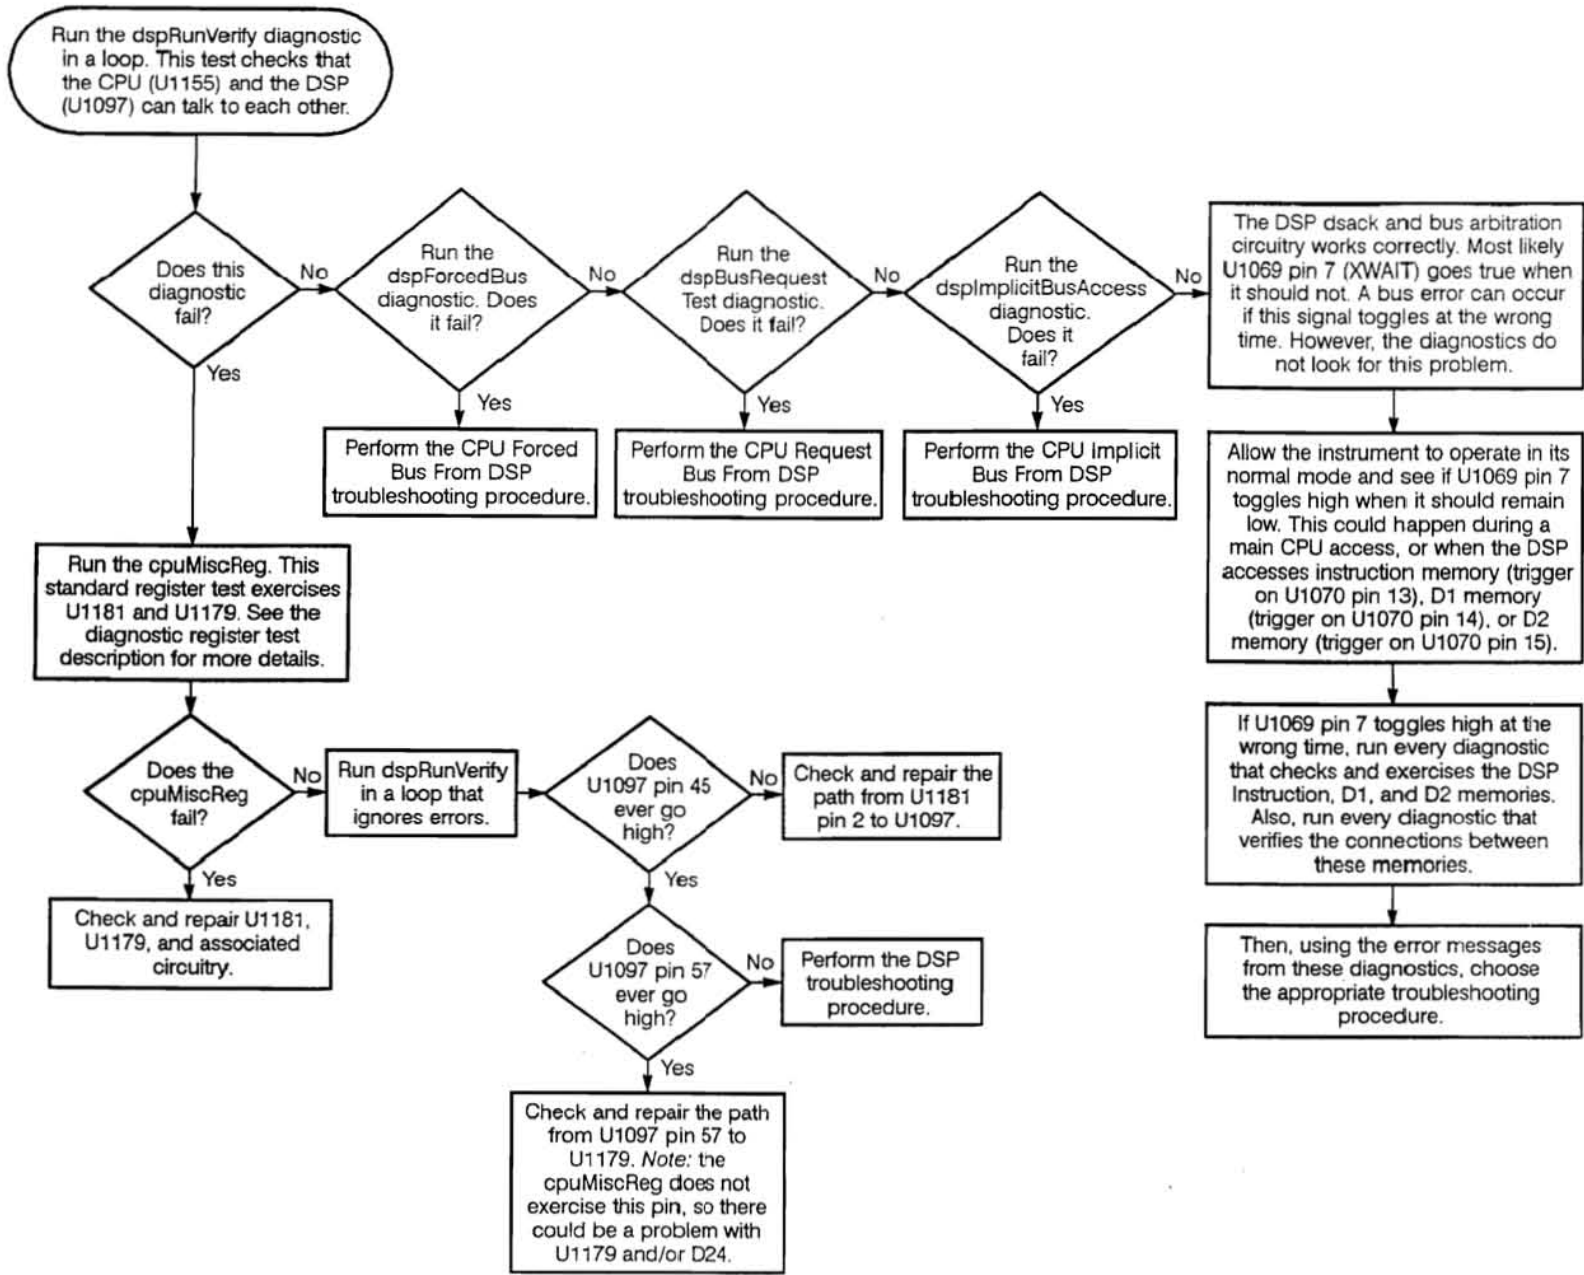 Run the dspRunVerify diagnostic
in a loop. This test checks that
the CPU (U1155) and the DSP
(U1097) can talk to each other.
Does this
diagnostic
fail?
No
Yes
Run the
dspForcedBus
diagnostic. Does
it fail?
No
Yes
Run the
dspBusRequest
Test diagnostic.
Does it fail?
No
Yes
Run the
dspImplicitBusAccess
diagnostic.
Does it
fail?
No
Yes
The DSP dsack and bus arbitration
circuitry works correctly. Most likely
U1069 pin 7 (XWAIT) goes true when
it should not. A bus error can occur
if this signal toggles at the wrong
time. However, the diagnostics do
not look for this problem.
Perform the CPU Forced
Bus From DSP
troubleshooting procedure.
Perform the CPU Request
Bus From DSP
troubleshooting procedure.
Perform the CPU Implicit
Bus From DSP
troubleshooting procedure.
Allow the instrument to operate in its
normal mode and see if U1069 pin 7
toggles high when it should remain
low. This could happen during a
main CPU access, or when the DSP
accesses instruction memory (trigger
on U1070 pin 13), D1 memory
(trigger on U1070 pin 14), or D2
memory (trigger on U1070 pin 15).
Run the cpuMiscReg. This
standard register test exercises
U1181 and U1179. See the
diagnostic register test
description for more details.
Does the
cpuMiscReg
fail?
No
Yes
Run dspRunVerify
in a loop that
ignores errors.
Does
U1097 pin 45
ever go
high?
No
Yes
Check and repair the
path from U1181
pin 2 to U1097.
If U1069 pin 7 toggles high at the
wrong time, run every diagnostic
that checks and exercises the DSP
Instruction, D1, and D2 memories.
Also, run every diagnostic that
verifies the connections between
these memories.
Check and repair U1181,
U1179, and associated
circuitry.
Does
U1097 pin 57
ever go
high?
No
Yes
Perform the DSP
troubleshooting
procedure.
Then, using the error messages
from these diagnostics, choose
the appropriate troubleshooting
procedure.
Check and repair the path
from U1097 pin 57 to
U1179. Note: the
cpuMiscReg does not
exercise this pin, so there
could be a problem with
U1179 and/or D24.